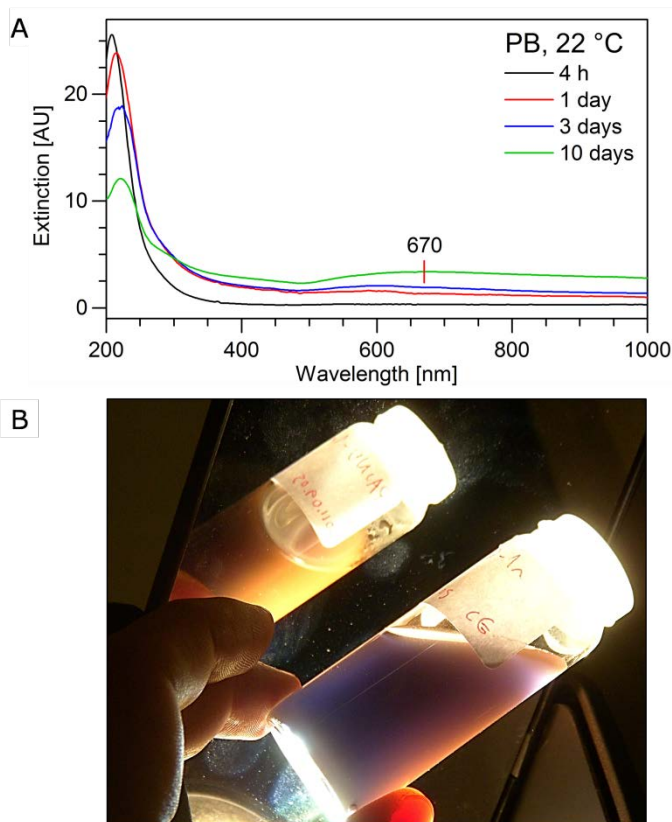 A
PB, 22 °C
4 h
1 day
3 days
10 days
670
20
10
0
Extinction [AU]
200
400
600
800
1000
Wavelength [nm]
B
CG